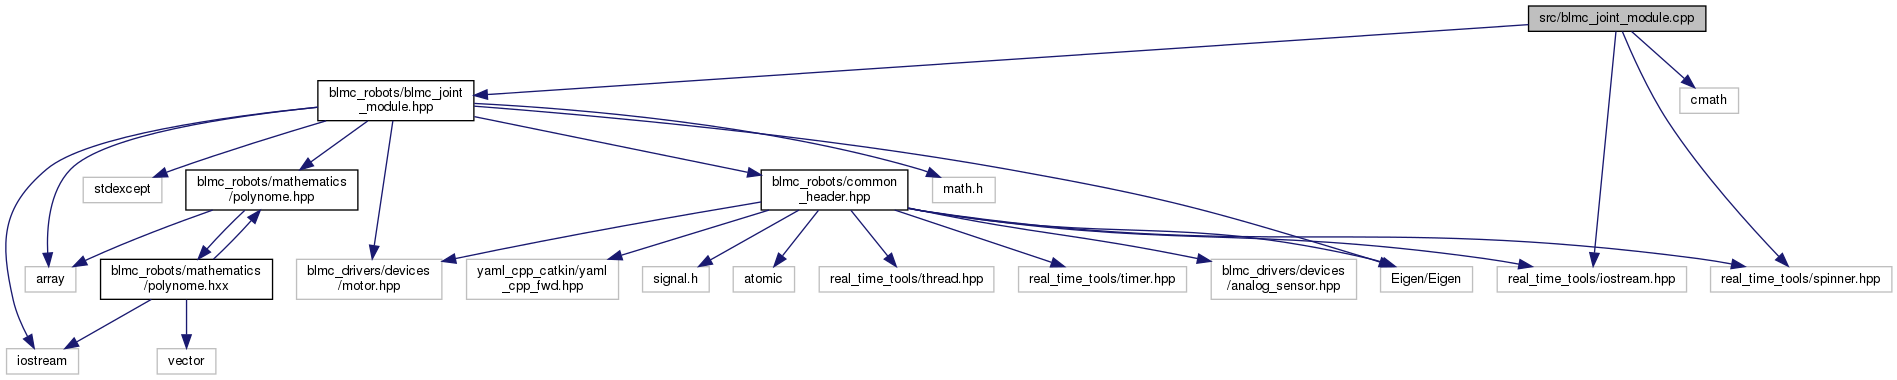 src/blmc_joint_module.cpp
blmc_robots/blmc_joint
_module.hpp
cmath
stdexcept
blmc_robots/mathematics
/polynome.hpp
blmc_robots/common
_header.hpp
math.h
array
blmc_robots/mathematics
/polynome.hxx
blmc_drivers/devices
/motor.hpp
yaml_cpp_catkin/yaml
_cpp_fwd.hpp
signal.h
atomic
real_time_tools/thread.hpp
real_time_tools/timer.hpp
blmc_drivers/devices
/analog_sensor.hpp
Eigen/Eigen
real_time_tools/iostream.hpp
real_time_tools/spinner.hpp
iostream
vector